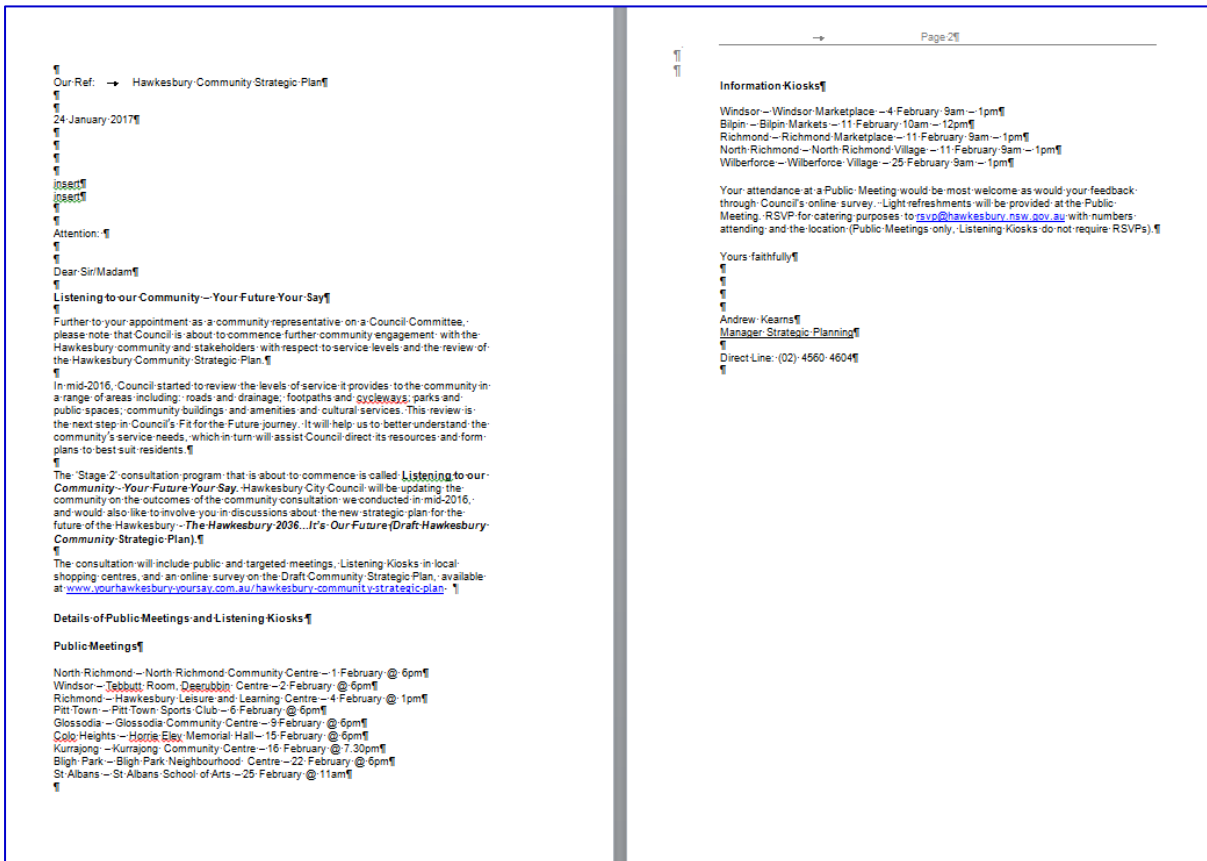 Our Ref: → Hawkesbury Community Strategic Plan¶
24 January 2017¶
insert¶
insert¶
Attention: ¶
Dear Sir/Madam¶
Listening to our Community – Your Future Your Say¶
Further to your appointment as a community representative on a Council Committee,
please note that Council is about to commence further community engagement with the
Hawkesbury community and stakeholders with respect to service levels and the review of
the Hawkesbury Community Strategic Plan.¶
In mid-2016, Council started to review the levels of service it provides to the community in
a range of areas including: roads and drainage; footpaths and cycleways; parks and
public spaces; community buildings and amenities and cultural services. This review is
the next step in Council's Fit for the Future journey. It will help us to better understand the
community's service needs, which in turn will assist Council direct its resources and form
plans to best suit residents.¶
The 'Stage 2' consultation program that is about to commence is called Listening to our
Community - Your Future Your Say. Hawkesbury City Council will be updating the
community on the outcomes of the community consultation we conducted in mid-2016,
and would also like to involve you in discussions about the new strategic plan for the
future of the Hawkesbury - The Hawkesbury 2036…It's Our Future (Draft Hawkesbury
Community Strategic Plan).¶
The consultation will include public and targeted meetings, Listening Kiosks in local
shopping centres, and an online survey on the Draft Community Strategic Plan, available
at www.yourhawkesbury-yoursay.com.au/hawkesbury-community-strategic-plan ¶
Details of Public Meetings and Listening Kiosks¶
Public Meetings¶
North Richmond – North Richmond Community Centre – 1 February @ 6pm¶
Windsor – Tebbutt Room, Deerubbin Centre – 2 February @ 6pm¶
Richmond – Hawkesbury Leisure and Learning Centre – 4 February @ 1pm¶
Pitt Town – Pitt Town Sports Club – 6 February @ 6pm¶
Glossodia – Glossodia Community Centre – 9 February @ 6pm¶
Colo Heights – Horrie Eley Memorial Hall – 15 February @ 6pm¶
Kurrajong – Kurrajong Community Centre – 16 February @ 7.30pm¶
Bligh Park – Bligh Park Neighbourhood Centre – 22 February @ 6pm¶
St Albans – St Albans School of Arts – 25 February @ 11am¶
→ Page 2¶
Information Kiosks¶
Windsor – Windsor Marketplace – 4 February 9am – 1pm¶
Bilpin – Bilpin Markets – 11 February 10am – 12pm¶
Richmond – Richmond Marketplace – 11 February 9am – 1pm¶
North Richmond – North Richmond Village – 11 February 9am – 1pm¶
Wilberforce – Wilberforce Village – 25 February 9am – 1pm¶
Your attendance at a Public Meeting would be most welcome as would your feedback
through Council's online survey. Light refreshments will be provided at the Public
Meeting. RSVP for catering purposes to rsvp@hawkesbury.nsw.gov.au with numbers
attending and the location (Public Meetings only, Listening Kiosks do not require RSVPs).¶
Yours faithfully¶
Andrew Kearns¶
Manager Strategic Planning¶
Direct Line: (02) 4560 4604¶